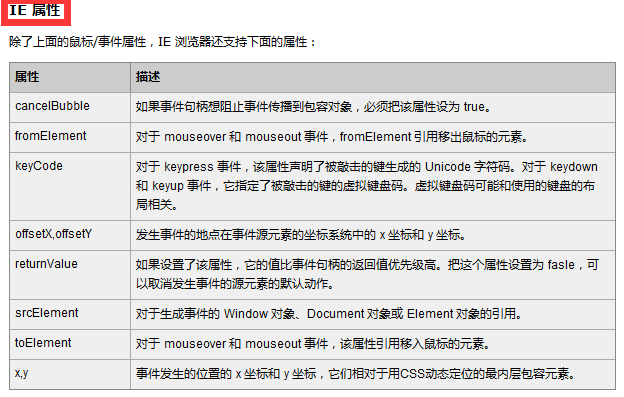 IE 属性
除了上面的鼠标/事件属性，IE 浏览器还支持下面的属性：
属性 描述
cancelBubble 如果事件句柄想阻止事件传播到包容对象，必须把该属性设为 true。
fromElement 对于 mouseover 和 mouseout 事件，fromElement 引用移出鼠标的元素。
keyCode 对于 keypress 事件，该属性声明了被敲击的键生成的 Unicode 字符码。对于 keydown
和 keyup 事件，它指定了被敲击的键的虚拟键盘码。虚拟键盘码可能和使用的键盘的布
局相关。
offsetX,offsetY 发生事件的地点在事件源元素的坐标系统中的 x 坐标和 y 坐标。
returnValue 如果设置了该属性，它的值比事件句柄的返回值优先级高。把这个属性设置为 fasle，可
以取消发生事件的源元素的默认动作。
srcElement 对于生成事件的 Window 对象、Document 对象或 Element 对象的引用。
toElement 对于 mouseover 和 mouseout 事件，该属性引用移入鼠标的元素。
x,y 事件发生的位置的 x 坐标和 y 坐标，它们相对于用CSS动态定位的最内层包容元素。